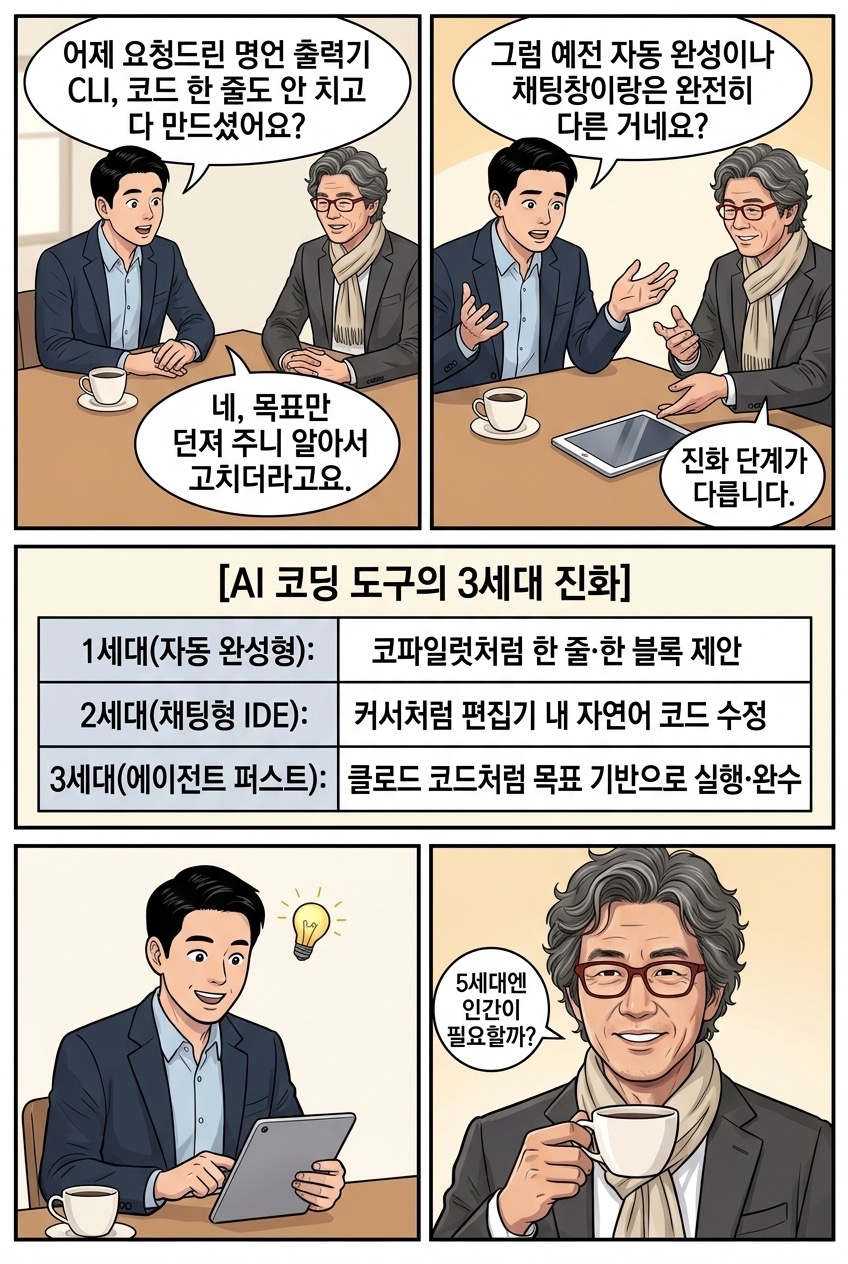 어제 요청드린 명언 출력기
CLI, 코드 한 줄도 안 치고
다 만드셨어요?
네, 목표만
던져 주니 알아서
고치더라고요.
그럼 예전 자동 완성이나
채팅창이랑은 완전히
다른 거네요?
진화 단계가
다릅니다.
[AI 코딩 도구의 3세대 진화]
1세대(자동 완성형): 코파일럿처럼 한 줄·한 블록 제안
2세대(채팅형 IDE): 커서처럼 편집기 내 자연어 코드 수정
3세대(에이전트 퍼스트): 클로드 코드처럼 목표 기반으로 실행·완수
5세대엔
인간이
필요할까?